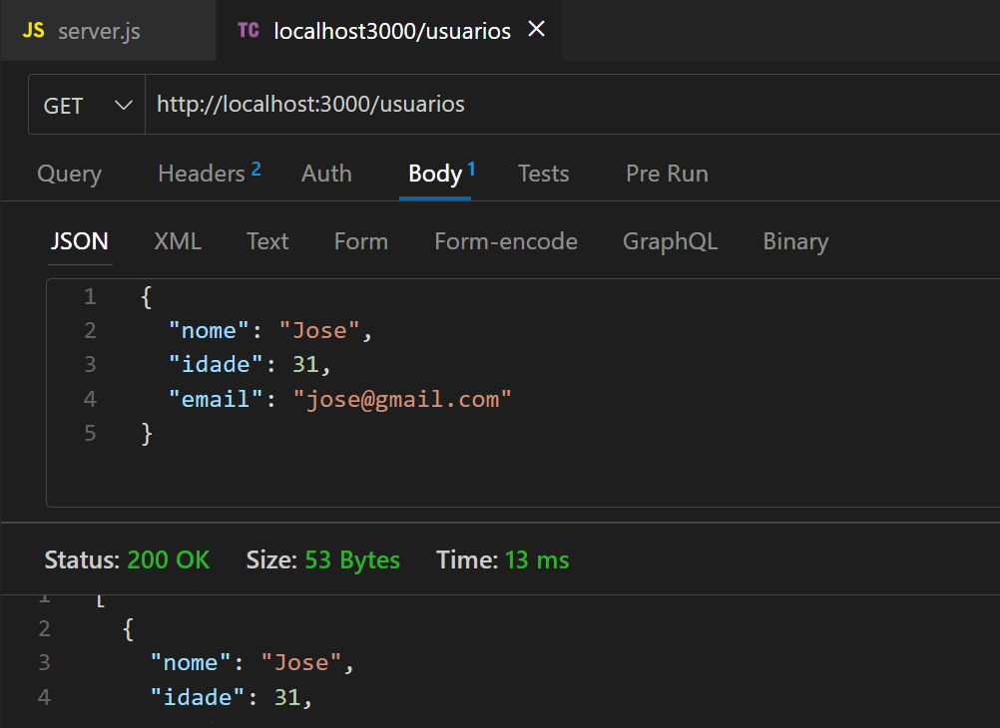 JS server.js TC localhost3000/usuarios ×
GET http://localhost:3000/usuarios
Query Headers 2 Auth Body 1 Tests Pre Run
JSON XML Text Form Form-encode GraphQL Binary
1 {
2 "nome": "Jose",
3 "idade": 31,
4 "email": "jose@gmail.com"
5 }
Status: 200 OK Size: 53 Bytes Time: 13 ms
1 [
2 {
3 "nome": "Jose",
4 "idade": 31,